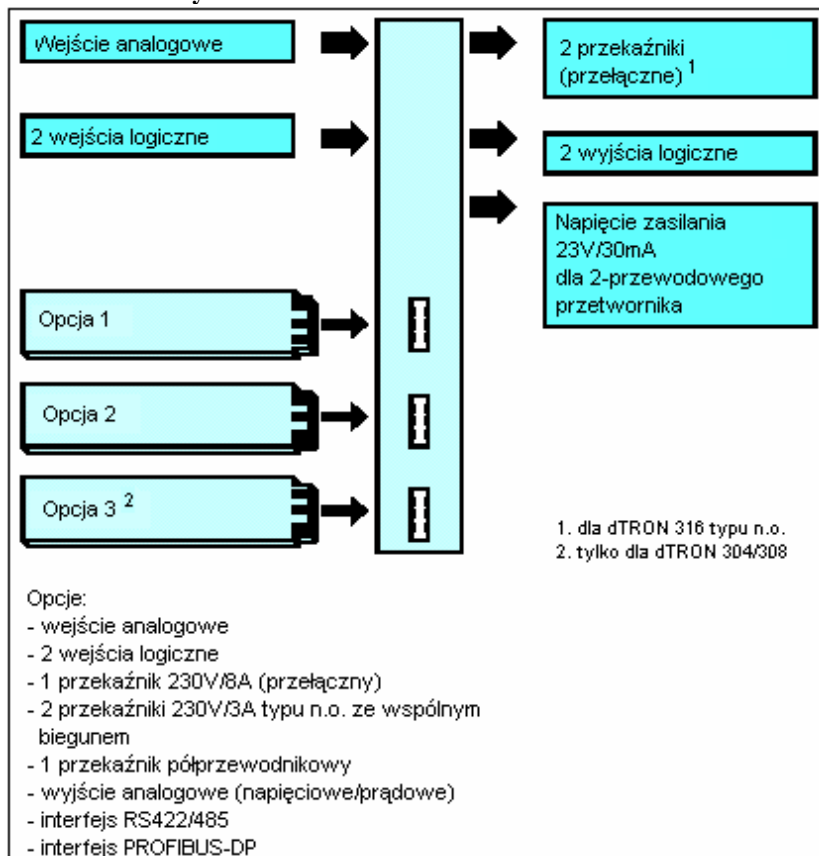 Wejście analogowe
2 przekaźniki
(przełączne) 1
2 wejścia logiczne
2 wyjścia logiczne
Napięcie zasilania
23V/30mA
dla 2-przewodowego
przetwornika
Opcja 1
Opcja 2
Opcja 3 2
1. dla dTRON 316 typu n.o.
2. tylko dla dTRON 304/308
Opcje:
- wejście analogowe
- 2 wejścia logiczne
- 1 przekaźnik 230V/8A (przełączny)
- 2 przekaźniki 230V/3A typu n.o. ze wspólnym
biegunem
- 1 przekaźnik półprzewodnikowy
- wyjście analogowe (napięciowe/prądowe)
- interfejs RS422/485
- interfejs PROFIBUS-DP